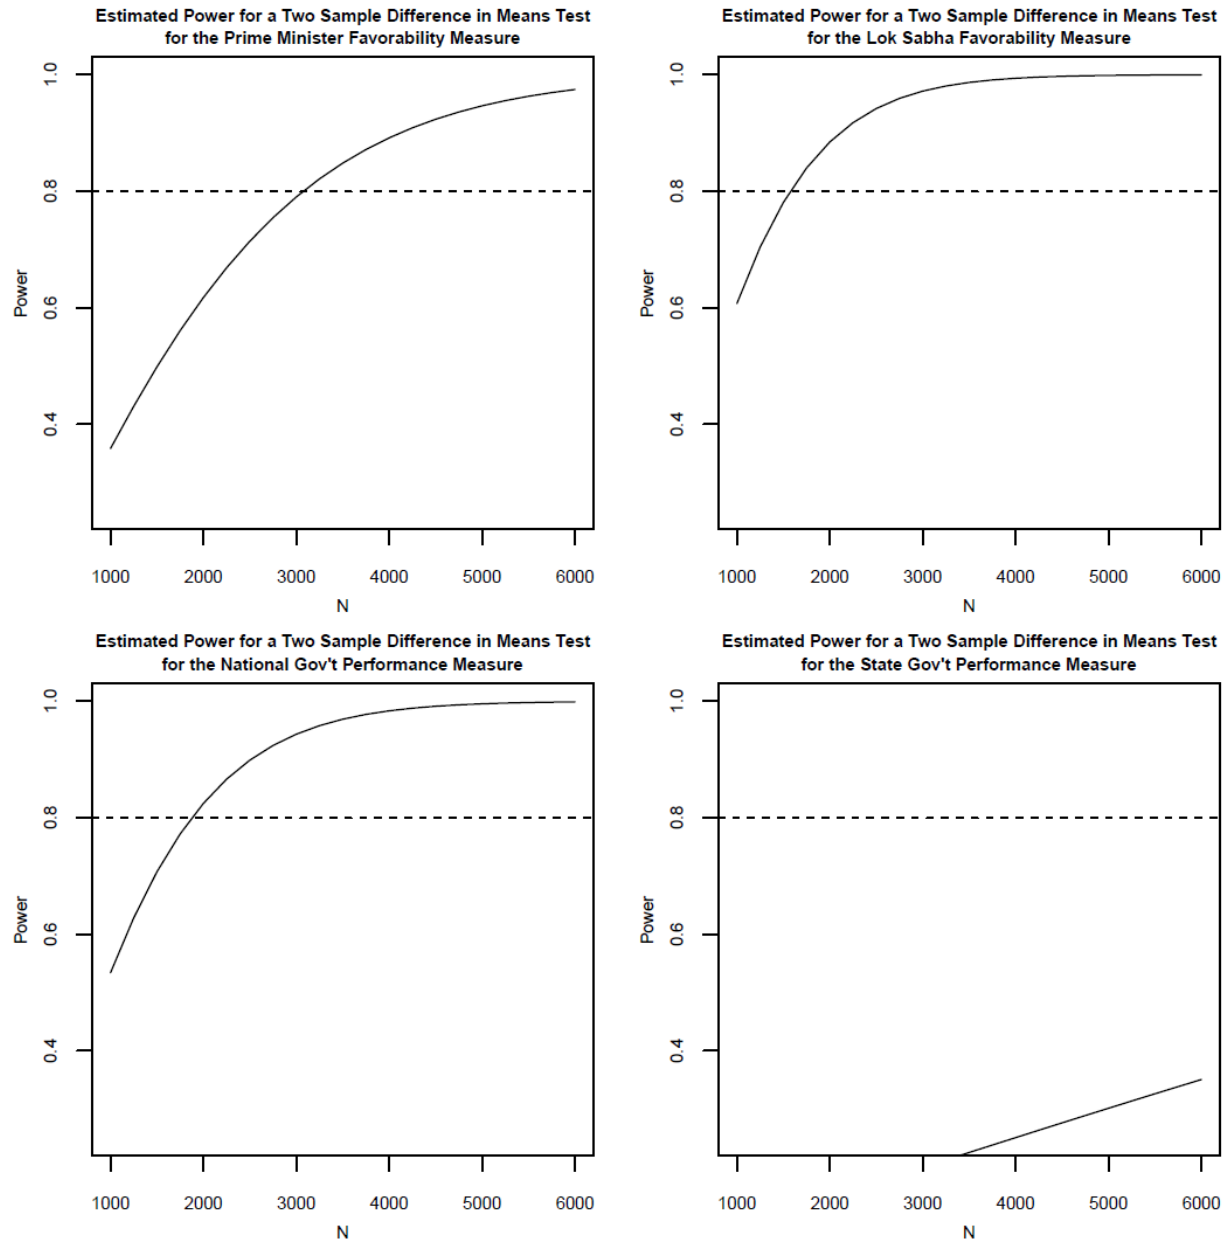 Estimated Power for a Two Sample Difference in Means Test
for the Prime Minister Favorability Measure
1.0
0.8
0.6
0.4
Power
1000 2000 3000 4000 5000 6000
N
Estimated Power for a Two Sample Difference in Means Test
for the Lok Sabha Favorability Measure
1.0
0.8
0.6
0.4
Power
1000 2000 3000 4000 5000 6000
N
Estimated Power for a Two Sample Difference in Means Test
for the National Gov't Performance Measure
1.0
0.8
0.6
0.4
Power
1000 2000 3000 4000 5000 6000
N
Estimated Power for a Two Sample Difference in Means Test
for the State Gov't Performance Measure
1.0
0.8
0.6
0.4
Power
1000 2000 3000 4000 5000 6000
N